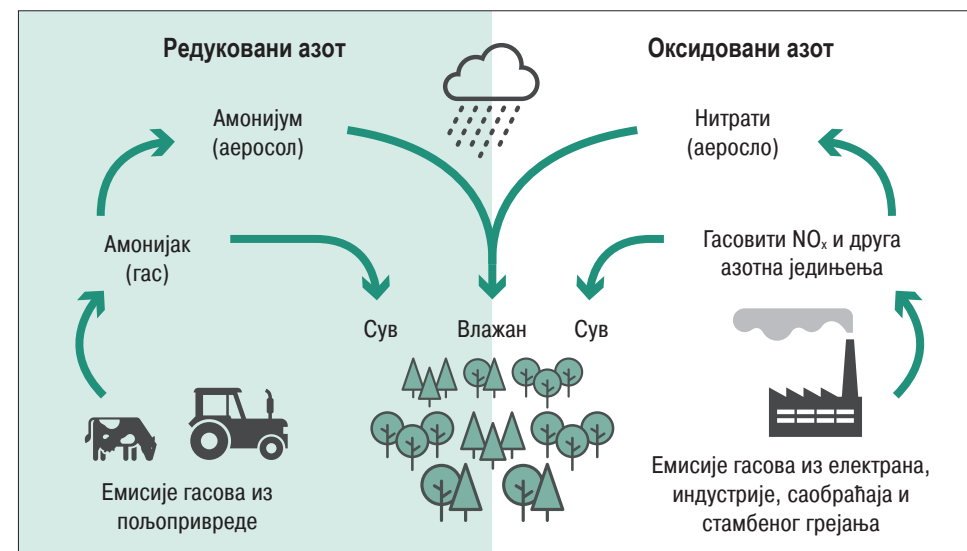 Редуковани азот
Оксидовани азот
Амонијум
(аеросол)
Нитрати
(аеросло)
Амонијак
(гас)
Гасовити NOₓ и друга
азотна једињења
Сув
Влажан
Сув
Емисије гасова из
пољопривреде
Емисије гасова из електрана,
индустрије, саобраћаја и
стамбеног грејања